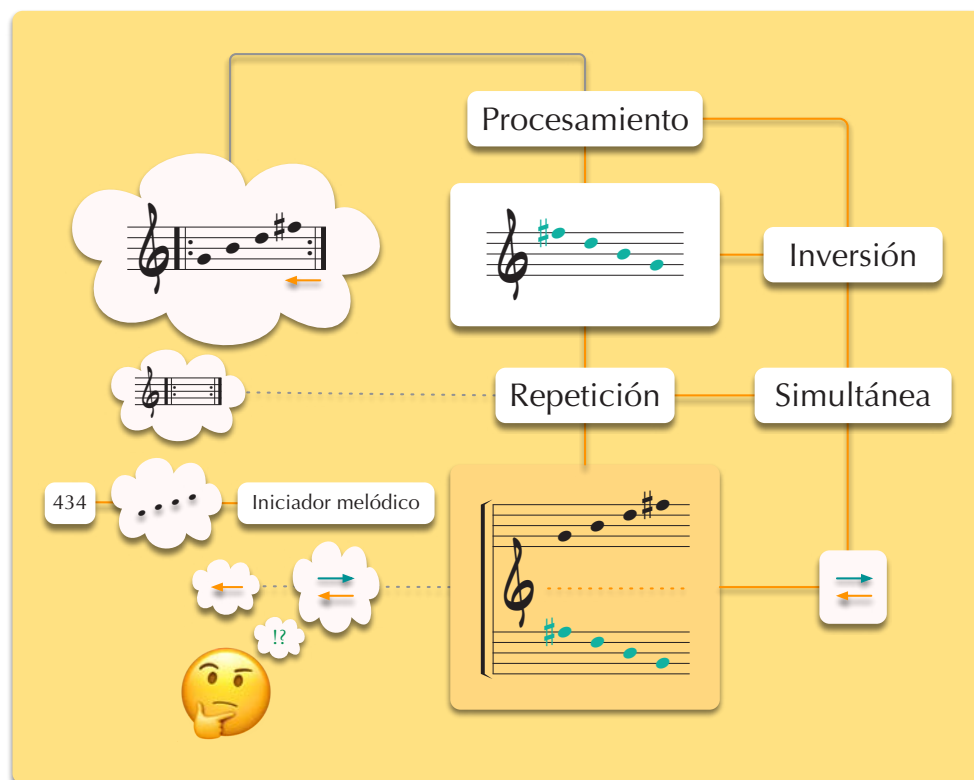 Procesamiento
Inversión
Repetición
Simultánea
434
Iniciador melódico
!?